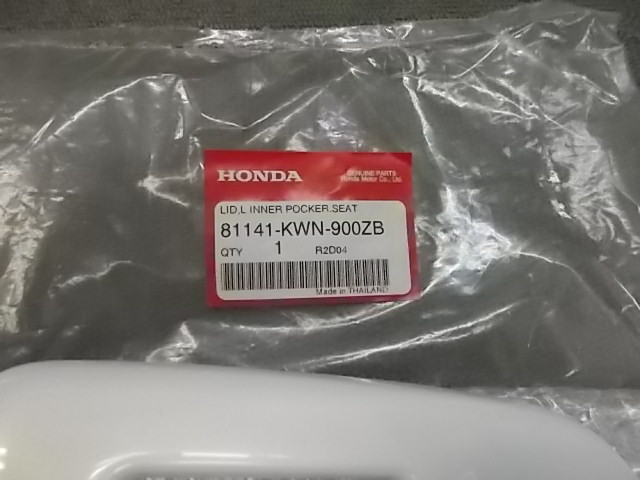 HONDA
GENUINE PARTS
Honda Motor Co., Ltd.
LID,L INNER POCKER.SEAT
81141-KWN-900ZB
QTY 1 R2D04
Made in THAILAND